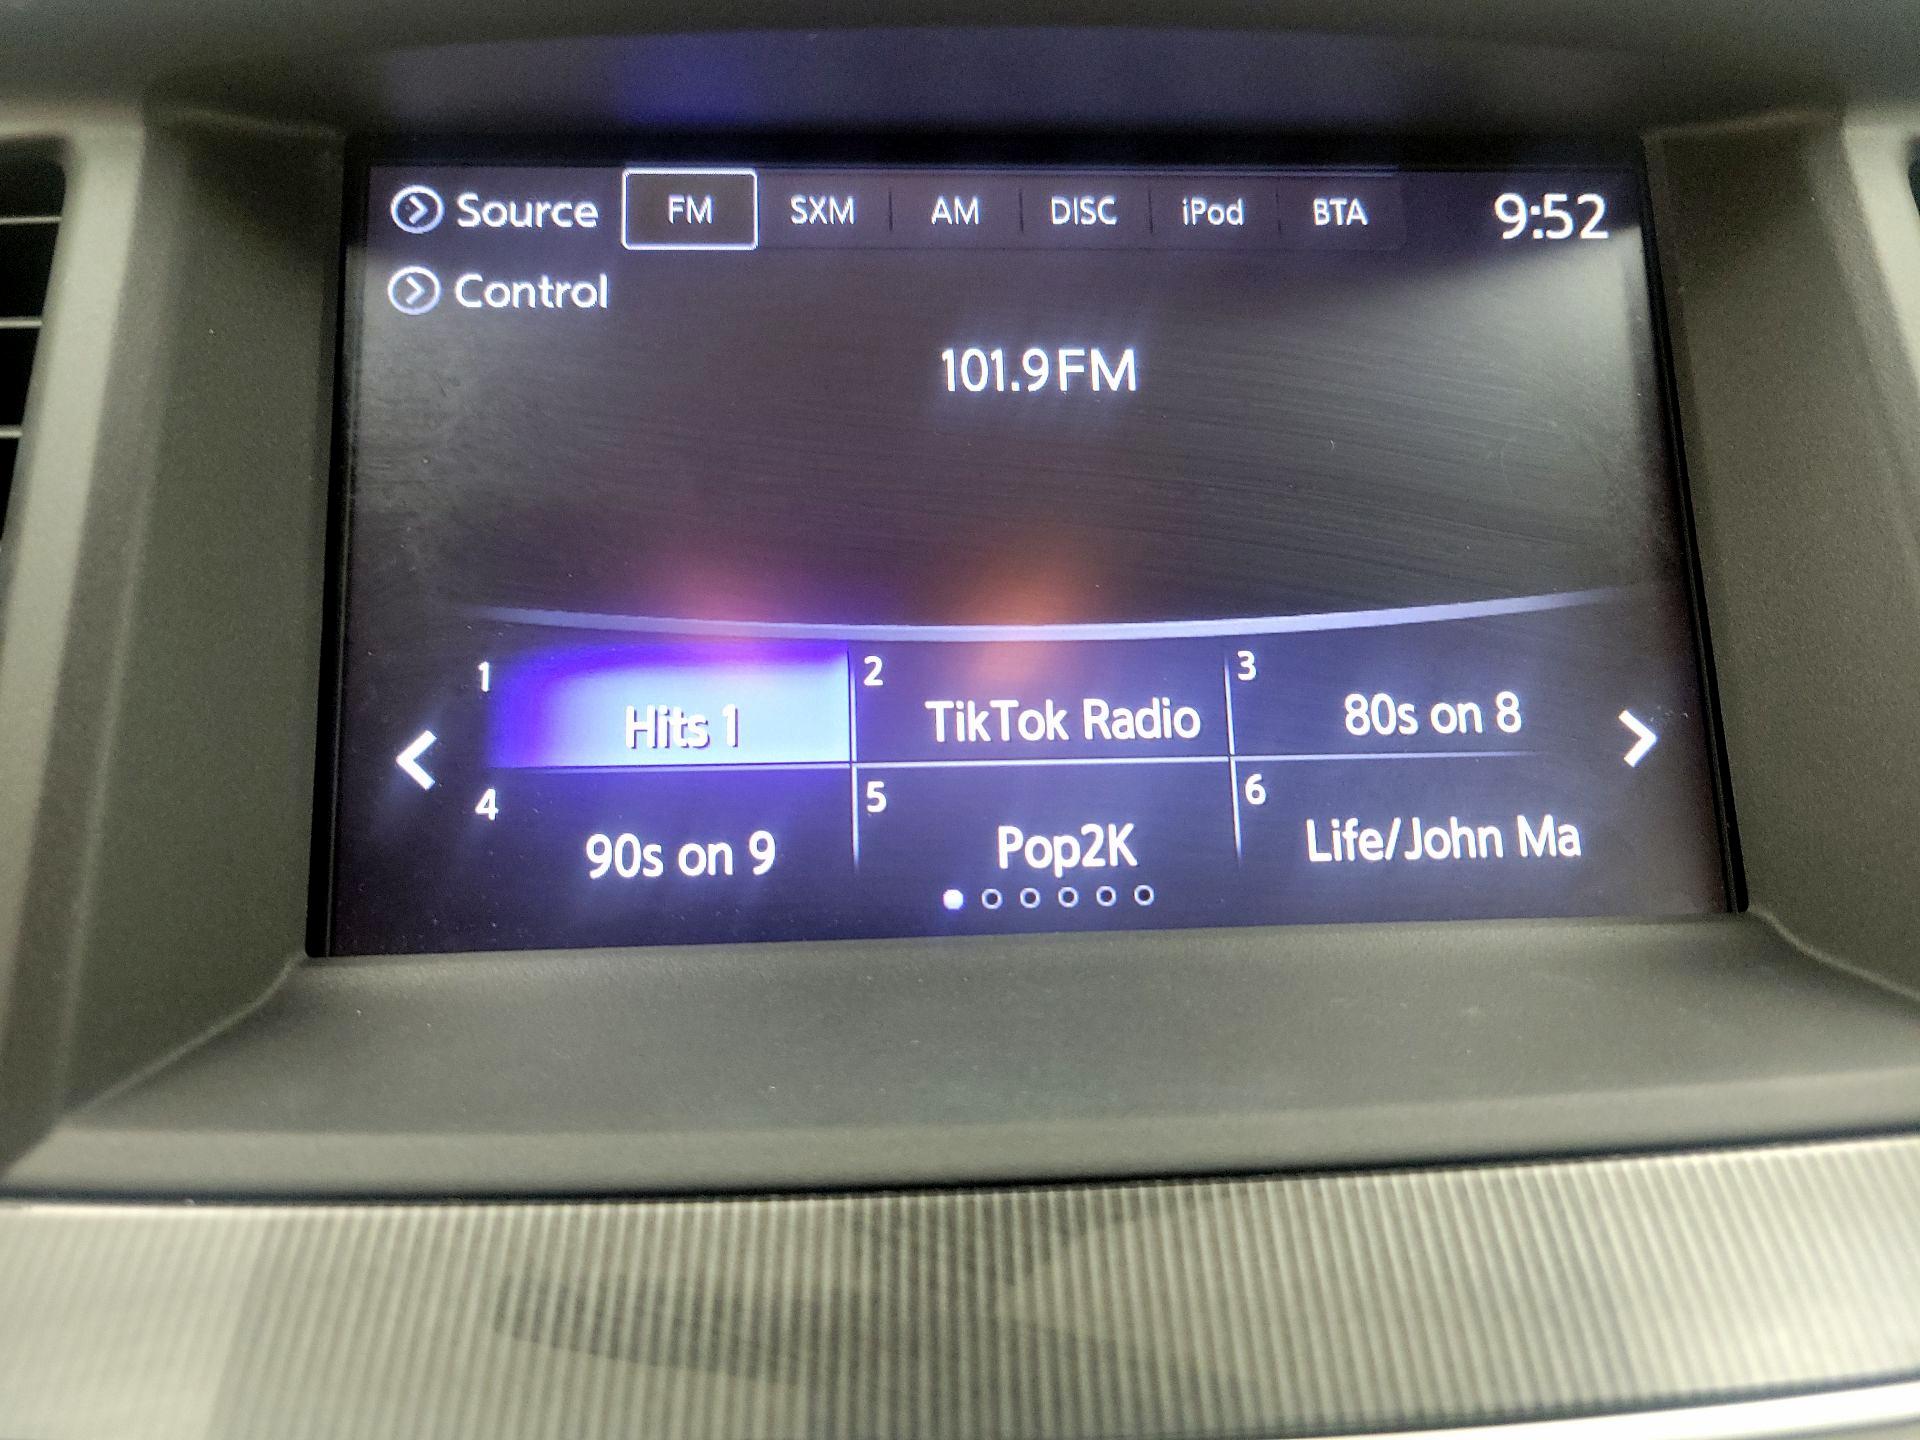 Source FM SXM AM DISC iPod BTA 9:52
Control
101.9FM
1 Hits 1 2 TikTok Radio 3 80s on 8
4 90s on 9 5 Pop2K 6 Life/John Ma